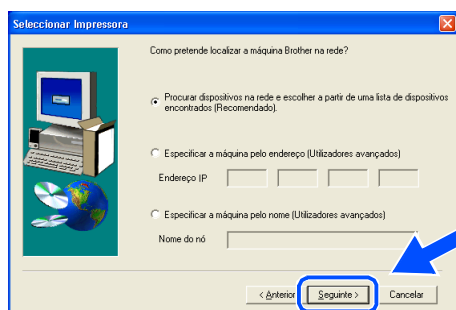 Seleccionar Impressora
Como pretende localizar a máquina Brother na rede?
Procurar dispositivos na rede e escolher a partir de uma lista de dispositivos
encontrados (Recomendado).
Especificar a máquina pelo endereço (Utilizadores avançados)
Endereço IP
Especificar a máquina pelo nome (Utilizadores avançados)
Nome do nó
< Anterior
Seguinte >
Cancelar